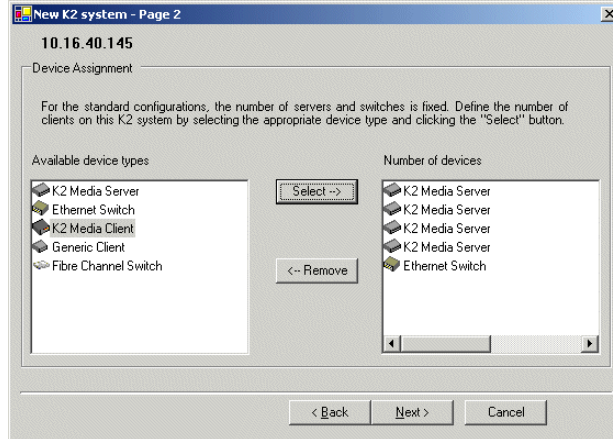 New K2 system - Page 2
10.16.40.145
Device Assignment
For the standard configurations, the number of servers and switches is fixed. Define the number of
clients on this K2 system by selecting the appropriate device type and clicking the "Select" button.
Available device types
Number of devices
K2 Media Server
Ethernet Switch
K2 Media Client
Generic Client
Fibre Channel Switch
Select -->
<-- Remove
K2 Media Server
K2 Media Server
K2 Media Server
K2 Media Server
Ethernet Switch
< Back
Next >
Cancel